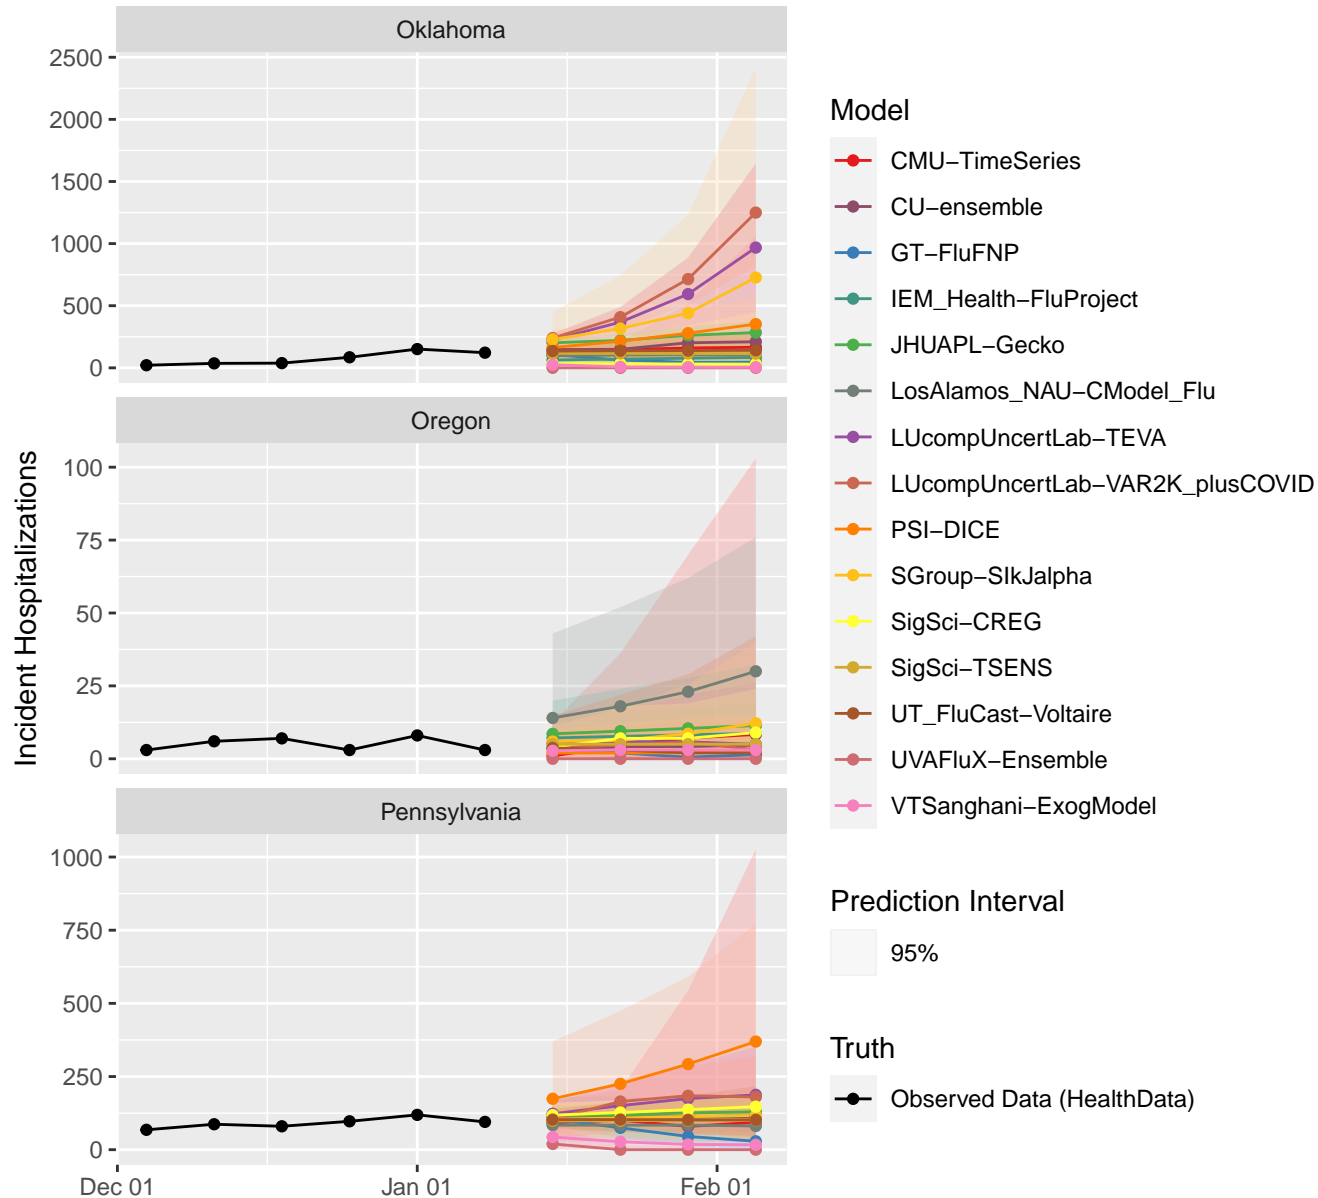 Oklahoma
2500
2000
1500
1000
500
0
Oregon
100
75
50
25
0
Pennsylvania
1000
750
500
250
0
Dec 01
Jan 01
Feb 01
Incident Hospitalizations
Model
CMU−TimeSeries
CU−ensemble
GT−FluFNP
IEM_Health−FluProject
JHUAPL−Gecko
LosAlamos_NAU−CModel_Flu
LUcompUncertLab−TEVA
LUcompUncertLab−VAR2K_plusCOVID
PSI−DICE
SGroup−SIkJalpha
SigSci−CREG
SigSci−TSENS
UT_FluCast−Voltaire
UVAFluX−Ensemble
VTSanghani−ExogModel
Prediction Interval
95%
Truth
Observed Data (HealthData)